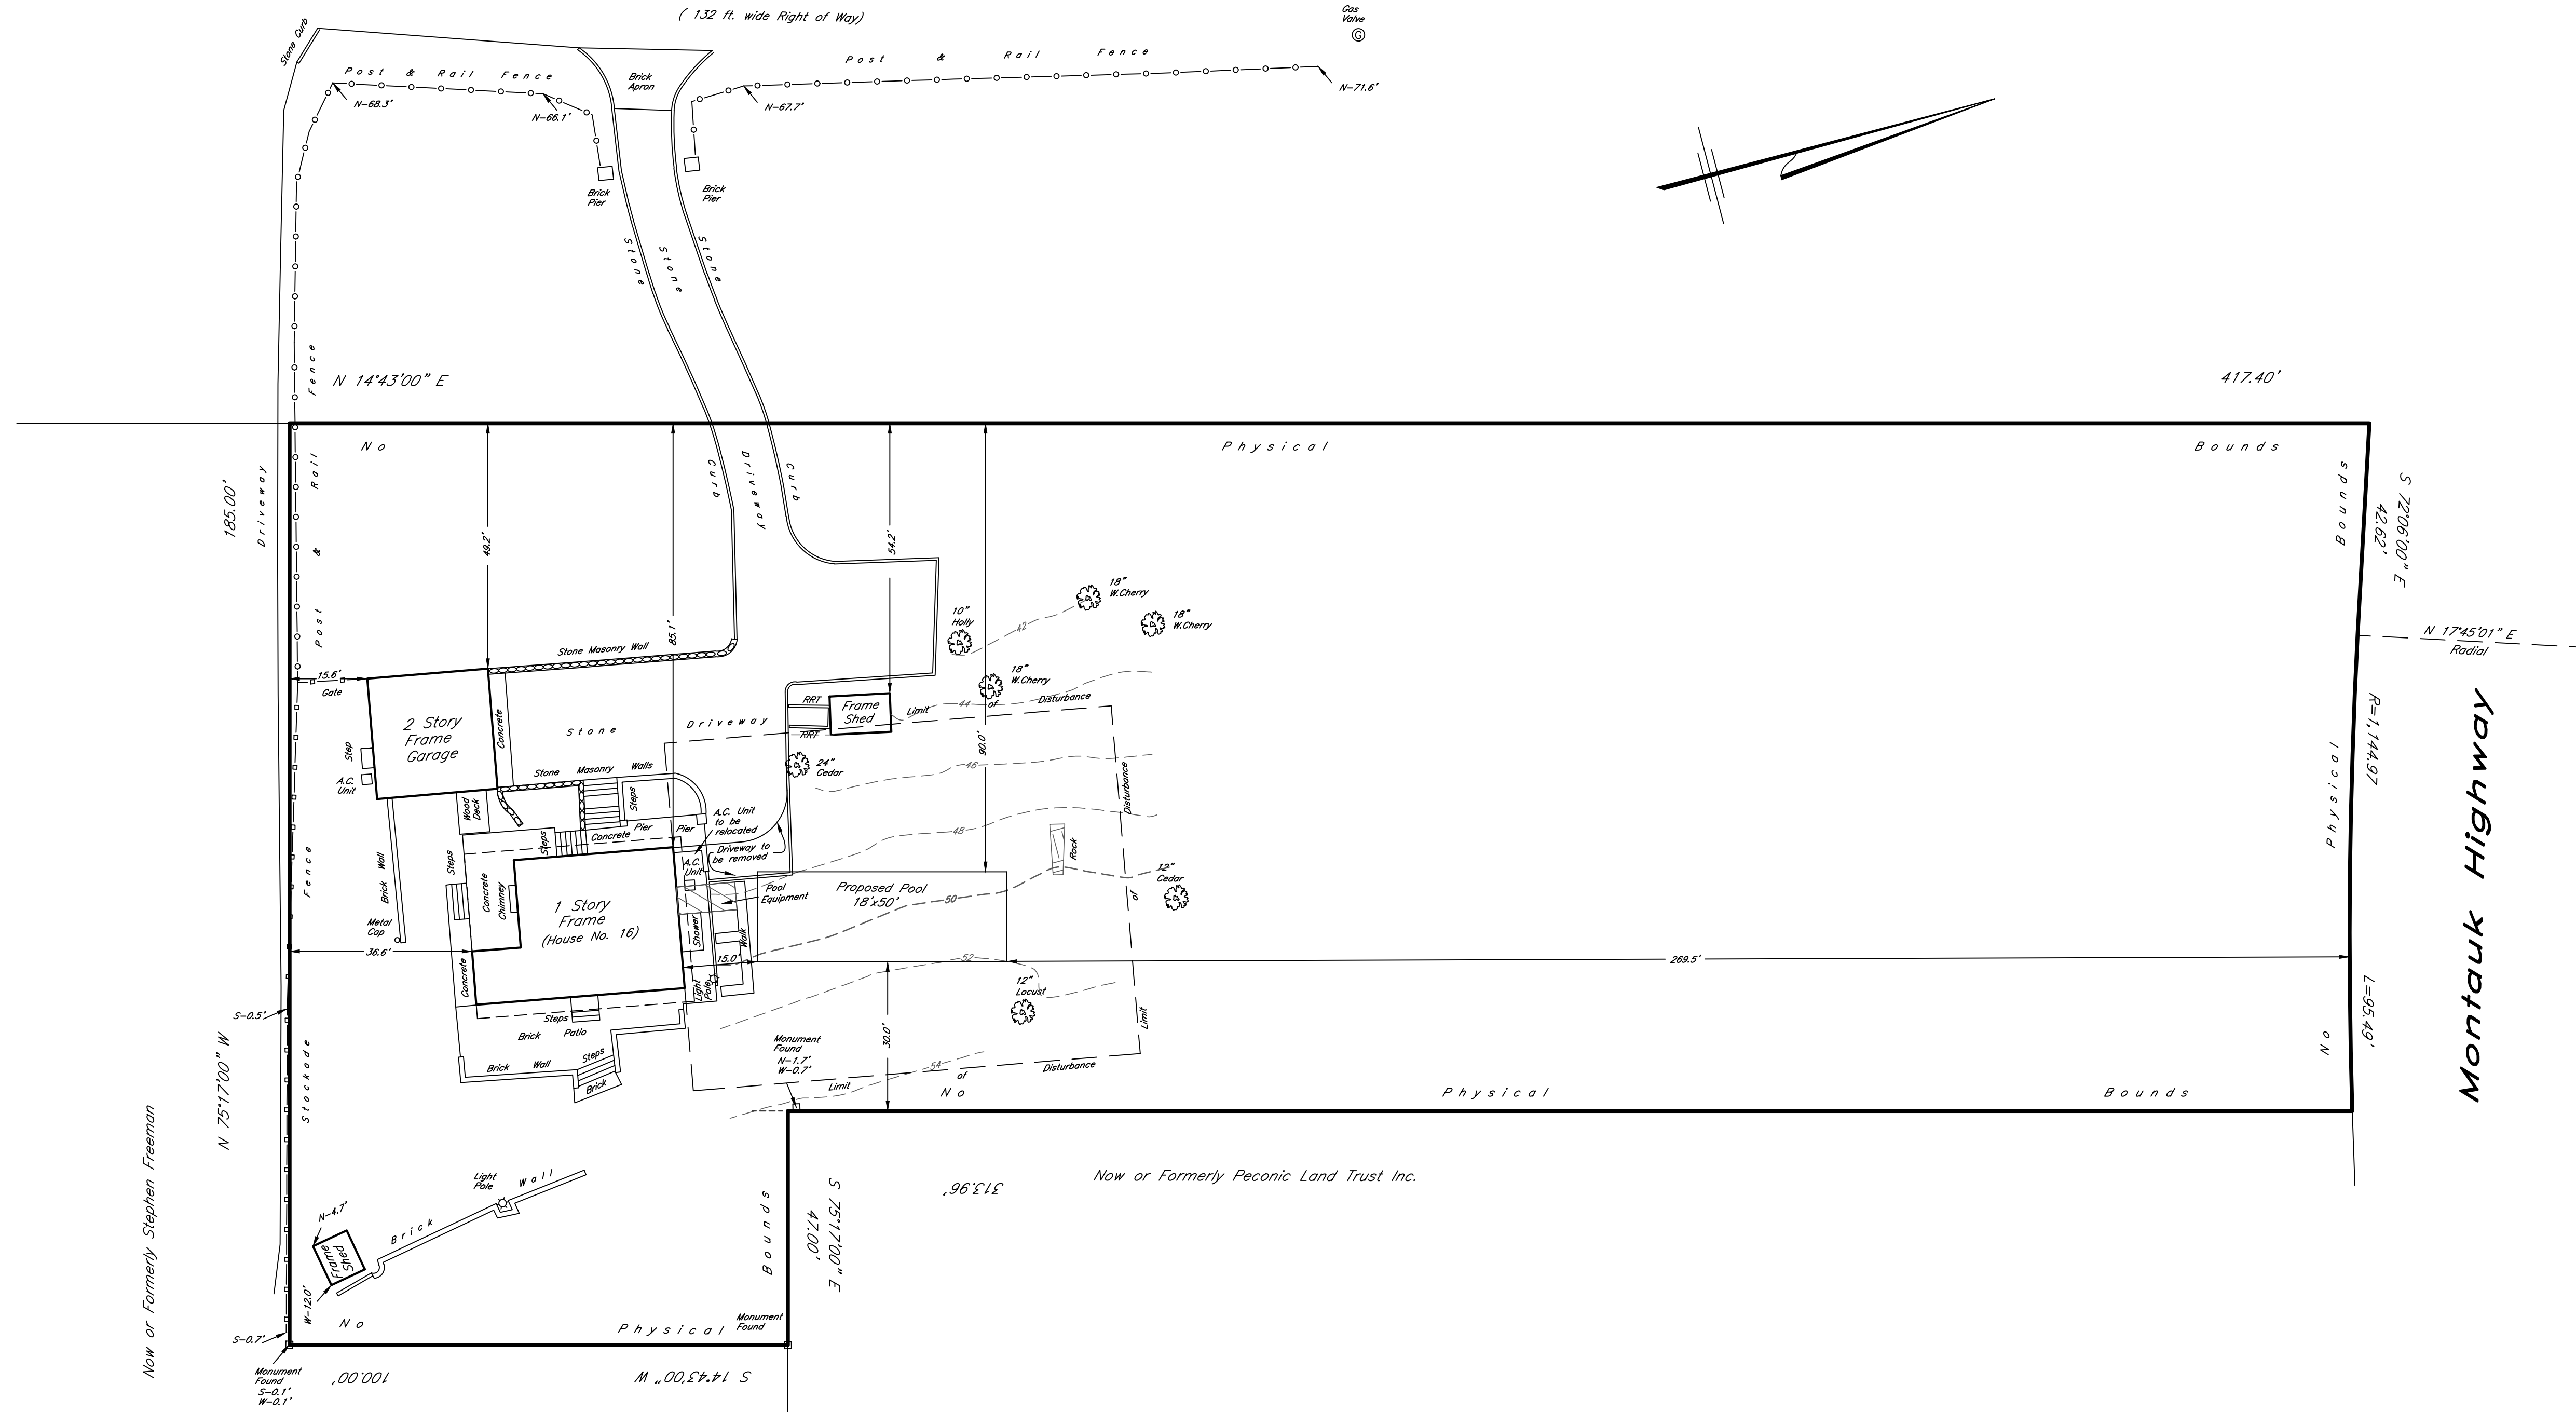 ( 132 ft. wide Right of Way)
Gas
Valve
G
Stone Curb
Post & Rail Fence
Brick
Apron
Post & Rail Fence
N-68.3'
N-66.1'
N-67.7'
N-71.6'
Brick
Pier
Brick
Pier
Stone
Stone
Stone
Fence
N 14°43'00" E
417.40'
No Physical Bounds
Curb
Driveway
Curb
Rail
&
Post
185.00'
Driveway
49.2'
85.1'
54.2'
Bounds
S 72°06'00" E
42.62'
10"
Holly
18"
W.Cherry
18"
W.Cherry
42
N 17°45'01" E
Radial
Stone Masonry Wall
15.6'
Gate
18"
W.Cherry
2 Story
Frame
Garage
Concrete
Stone
Driveway
RRT
RRT
Frame
Shed
Limit of Disturbance
44
90.0'
46
R=1,144.97
Montauk Highway
Step
A.C.
Unit
Stone Masonry Walls
24"
Cedar
Disturbance
Physical
Wood
Deck
Steps
A.C. Unit
to be
relocated
Steps
Concrete
Pier
Pier
48
Driveway to
be removed
Rock
Fence
Brick Wall
Steps
Concrete
Chimney
A.C.
Unit
12"
Cedar
Pool
Equipment
Proposed Pool
18'x50'
50
of
1 Story
Frame
(House No. 16)
Metal
Cap
Shower
Walk
36.6'
15.0'
52
269.5'
Concrete
Light
Pole
12"
Locust
Limit
L=95.49'
S-0.5'
Steps
Brick Patio
30.0'
No
N 75°17'00" W
Stockade
Monument
Found
N-1.7'
W-0.7'
Brick Wall
Steps
Brick
54
Limit of Disturbance
No Physical Bounds
Now or Formerly Stephen Freeman
Light
Pole
Brick Wall
N-4.7'
Frame
Shed
W-12.0'
Bounds
S 75°17'00" E
47.00'
313.96'
Now or Formerly Peconic Land Trust Inc.
No Physical
Monument
Found
S-0.7'
Monument
Found
S-0.1'
W-0.1'
100.00'
S 14°43'00" W